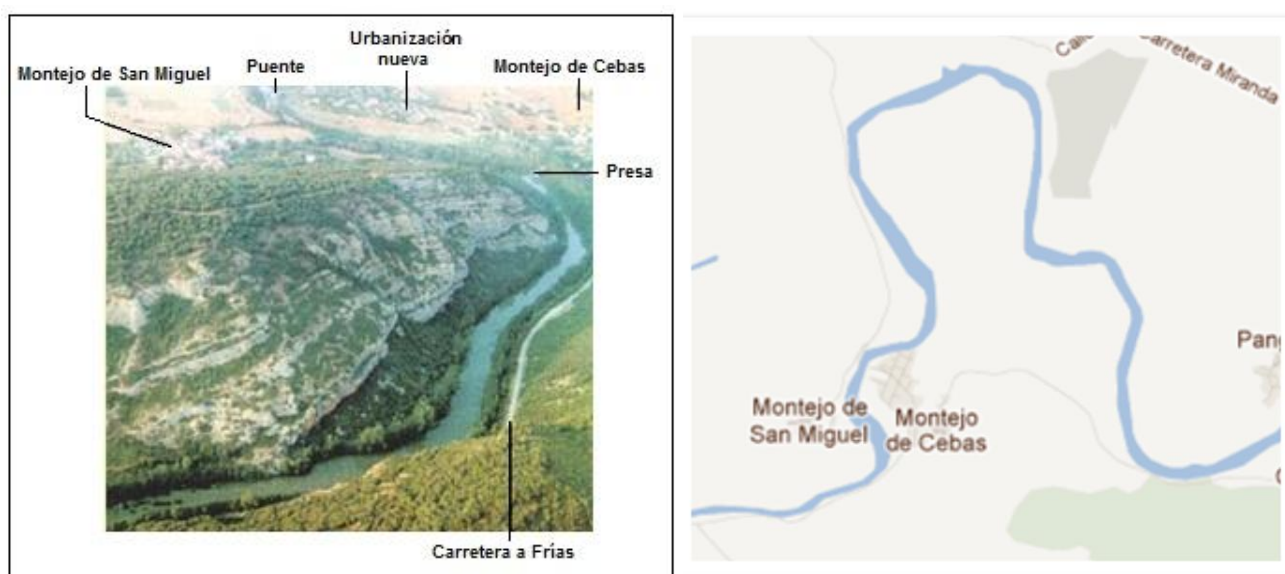 Urbanización
nueva
Montejo de San Miguel
Puente
Montejo de Cebas
Presa
Carretera a Frías
Carretera Miranda
Montejo de
San Miguel
Montejo
de Cebas